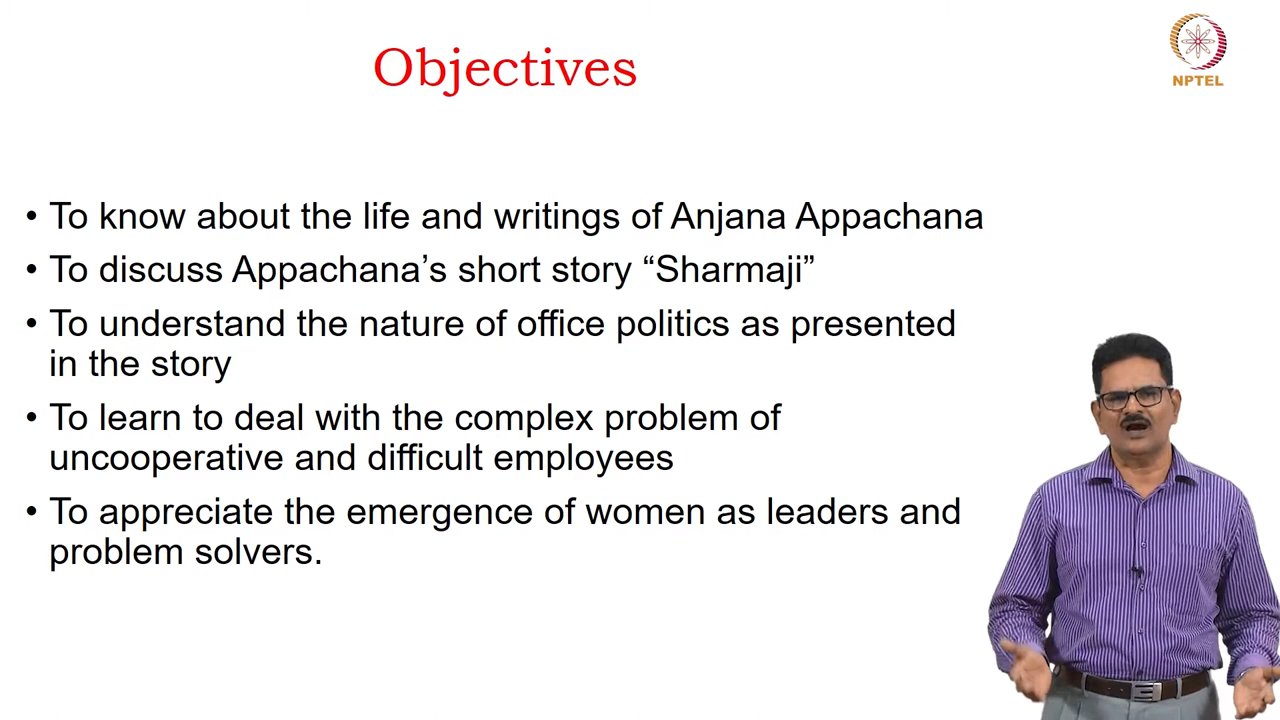 Objectives
NPTEL
• To know about the life and writings of Anjana Appachana
• To discuss Appachana’s short story “Sharmaji”
• To understand the nature of office politics as presented
in the story
• To learn to deal with the complex problem of
uncooperative and difficult employees
• To appreciate the emergence of women as leaders and
problem solvers.